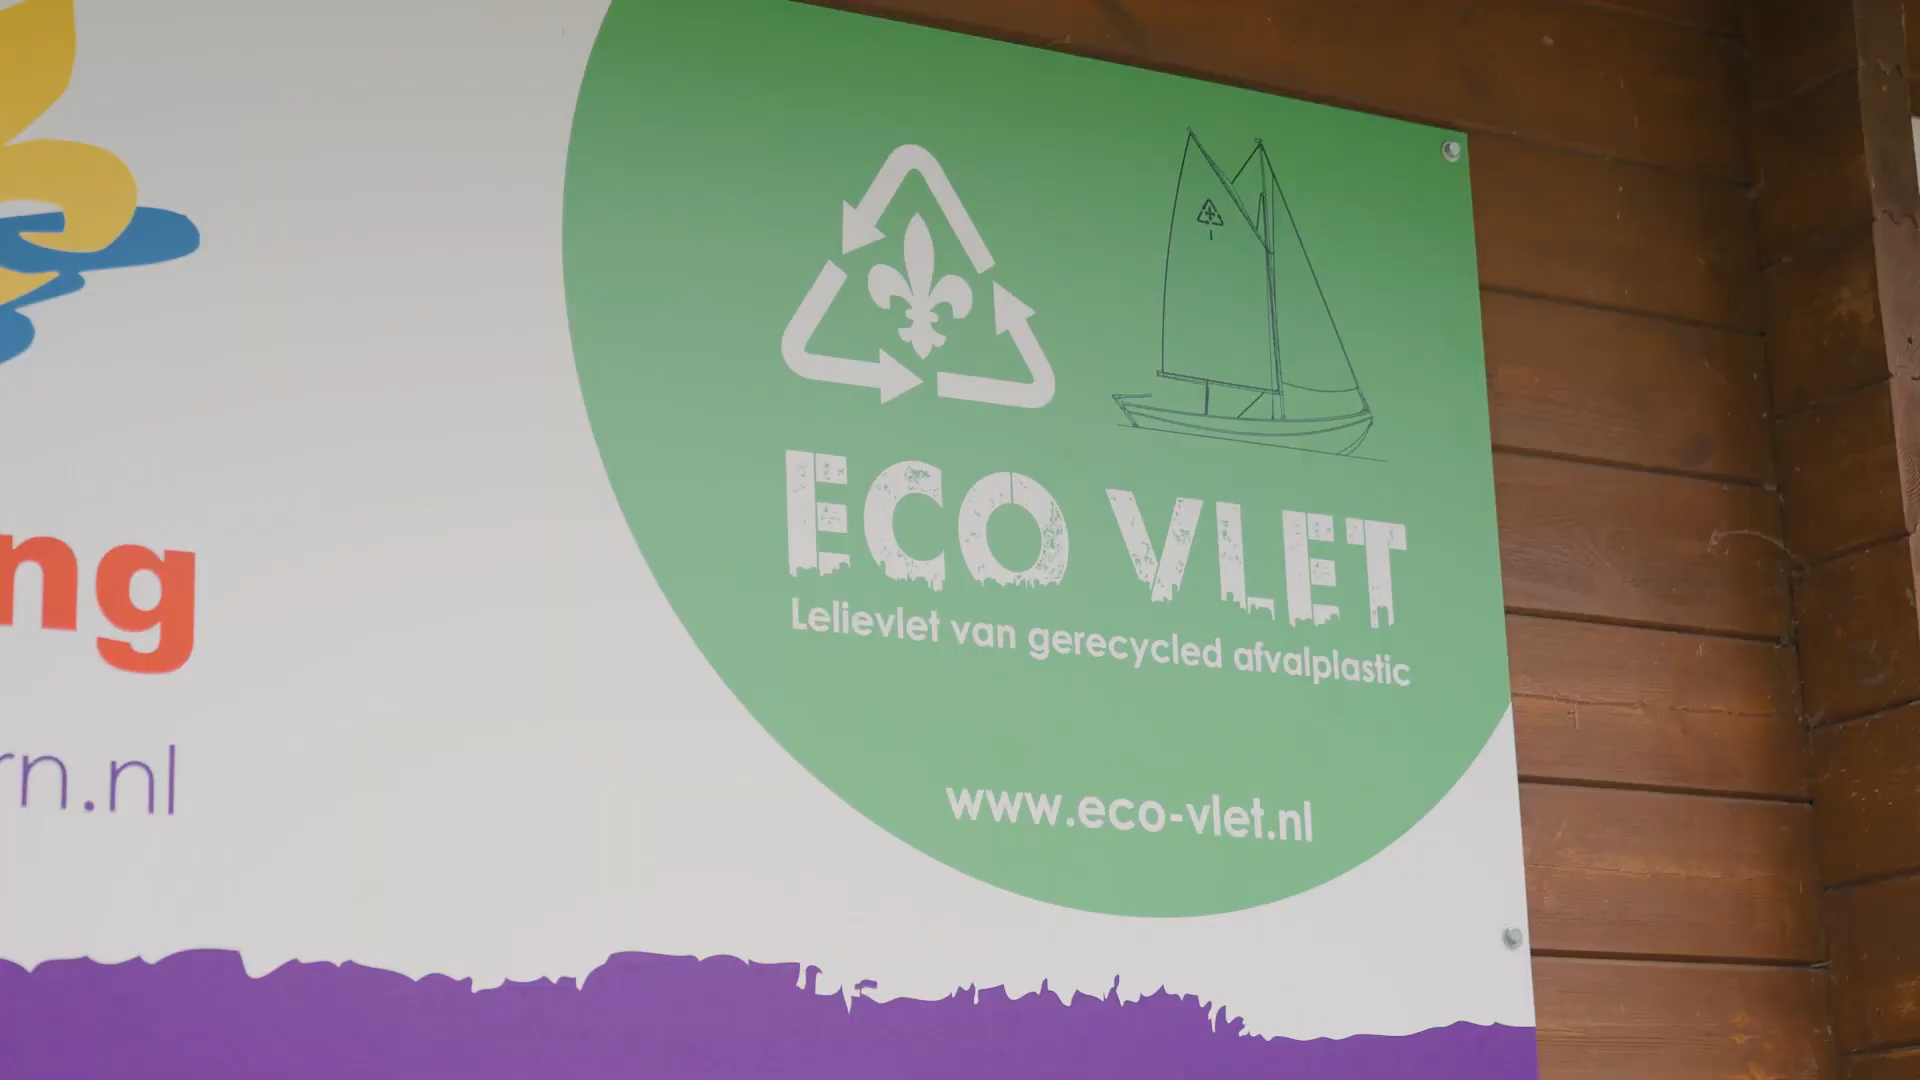 ng
rn.nl
ECO VLET
Lelievlet van gerecycled afvalplastic
www.eco-vlet.nl